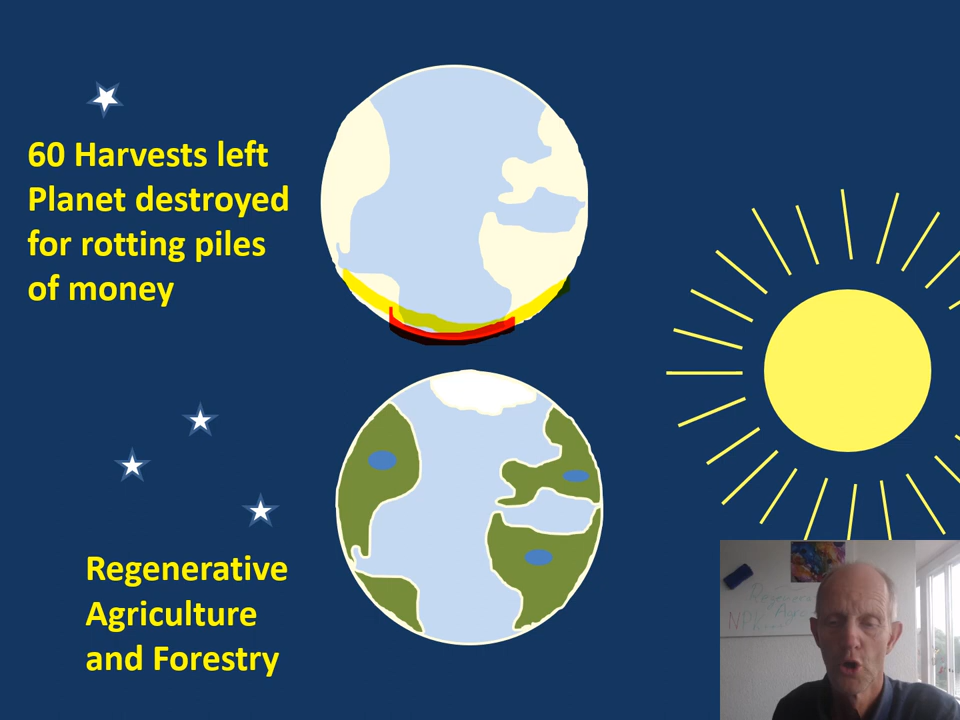 60 Harvests left
Planet destroyed
for rotting piles
of money
Regenerative
Agriculture
and Forestry